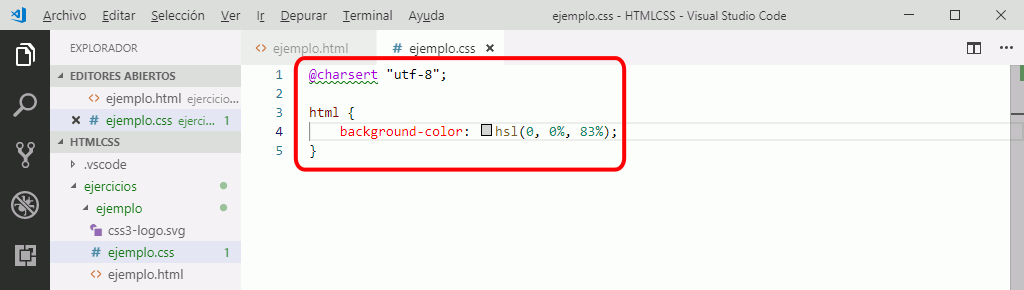 Archivo Editar Selección Ver Ir Depurar Terminal Ayuda ejemplo.css - HTMLCSS - Visual Studio Code
EXPLORADOR
EDITORES ABIERTOS
ejemplo.html ejercicio...
ejemplo.css ejerci... 1
HTMLCSS
.vscode
ejercicios
ejemplo
css3-logo.svg
ejemplo.css 1
ejemplo.html
ejemplo.html ejemplo.css
1 @charsert "utf-8";
2
3 html {
4 background-color: hsl(0, 0%, 83%);
5 }